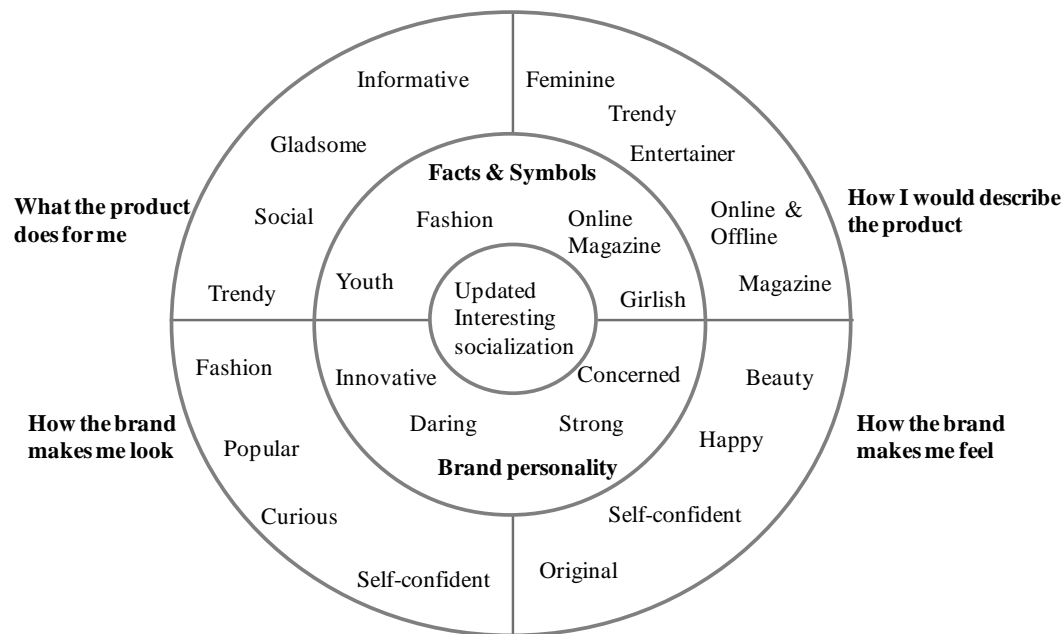 Informative
Feminine
Trendy
Gladsome
Entertainer
Facts & Symbols
What the product
does for me
How I would describe
the product
Social
Fashion
Online
Magazine
Online & 
Offline
Youth
Trendy
Girlish
Magazine
Updated
Interesting
socialization
Fashion
Innovative
Concerned
Beauty
How the brand
makes me look
Daring
Strong
How the brand
makes me feel
Popular
Happy
Brand personality
Curious
Self-confident
Self-confident
Original